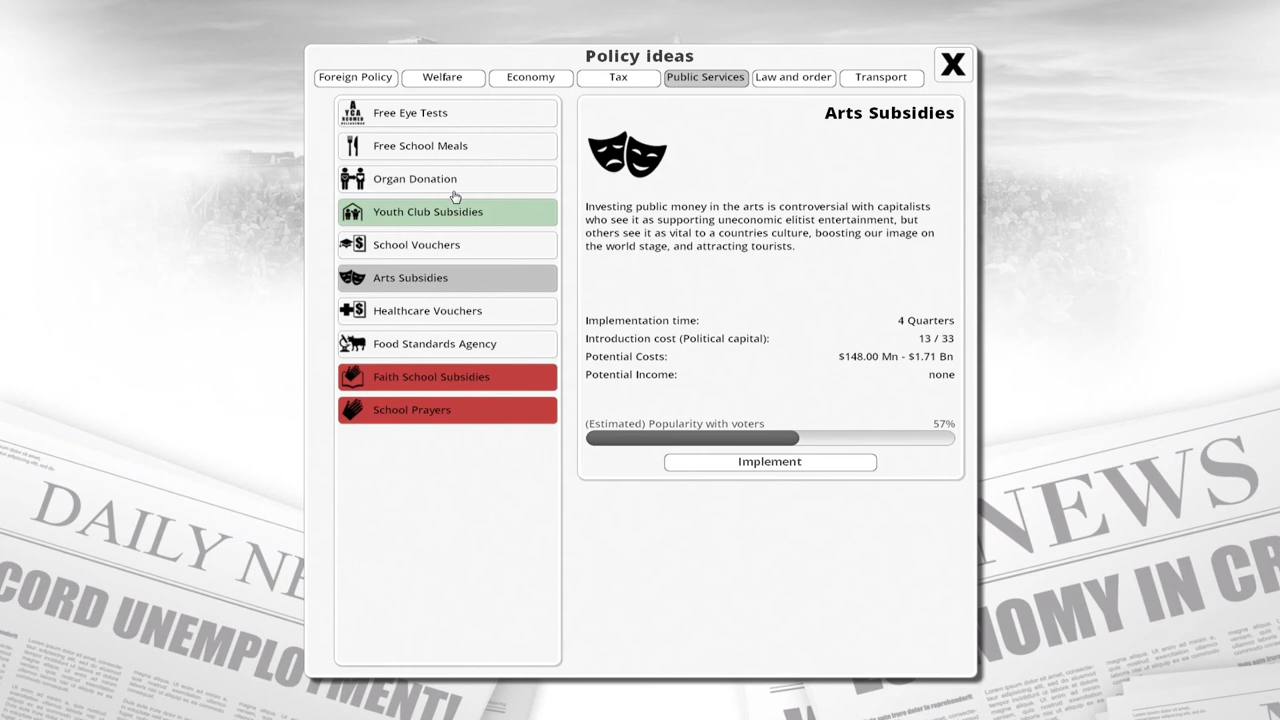 Policy ideas
X
Foreign Policy
Welfare
Economy
Tax
Public Services
Law and order
Transport
Free Eye Tests
Free School Meals
Organ Donation
Youth Club Subsidies
School Vouchers
Arts Subsidies
Healthcare Vouchers
Food Standards Agency
Faith School Subsidies
School Prayers
Arts Subsidies
Investing public money in the arts is controversial with capitalists
who see it as supporting uneconomic elitist entertainment, but
others see it as vital to a countries culture, boosting our image on
the world stage, and attracting tourists.
Implementation time: 4 Quarters
Introduction cost (Political capital): 13 / 33
Potential Costs: $148.00 Mn - $1.71 Bn
Potential Income: none
(Estimated) Popularity with voters 57%
Implement
DAILY NE
CORD UNEMPLO
YMENT!
NEWS
NOMY IN CR